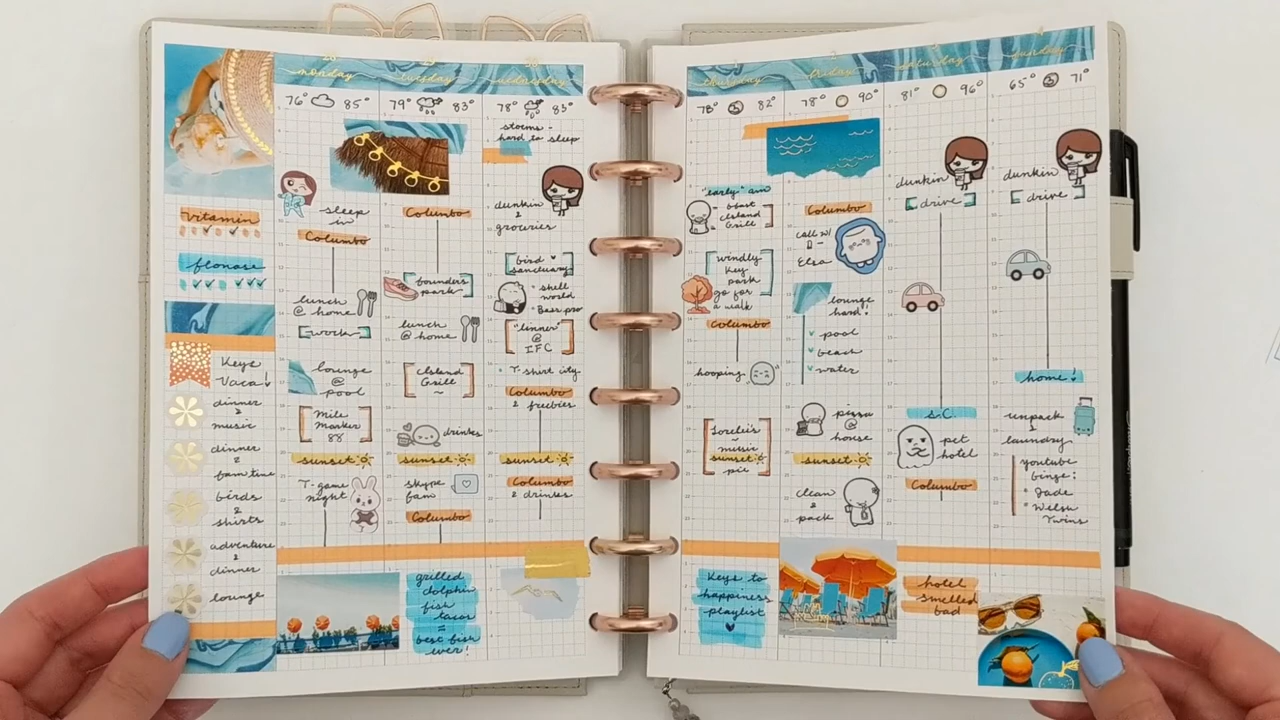 monday
76° 85°
sleep
in
Columbo
lunch
@ home
work
lounge
@
pool
Mile
Marker
88
sunset
T-game
night
tuesday
79° 83°
Columbo
founders
park
lunch
@ home
Island
Grill
~
drinks
sunset
skype
fam
Columbo
grilled
dolphin
fish
tacos
=
best fish
ever!
wednesday
78° 83°
storms -
hard to sleep
dunkin
&
groceries
bird ♥
sanctuary
* shell
world
* Bass pro
"linner"
@
IFC
* T-shirt city
Columbo
& freebies
sunset
Columbo
& drinks
vitamin
flonase
Keys
Vaca!
dinner
&
music
dinner
&
fam time
birds
&
shirts
adventure
&
dinner
lounge
thursday
78° 82°
"early" am
- beast
Island
Grill
windly
Key
park
go for
a walk
Columbo
hooping
Lorelei's
~
music
sunset
pic
Keys to
happiness
playlist
♥
friday
78° 90°
Columbo
call w/
Elsa
lounge
hard!
pool
beach
water
pizza
@
house
sunset
clean
&
pack
saturday
81° 96°
dunkin
drive
S.C.
pet
hotel
Columbo
hotel
smelled
bad
sunday
65° 71°
dunkin
drive
home!
unpack
&
laundry
youtube
binge:
* Jade
* Welsh
Twins